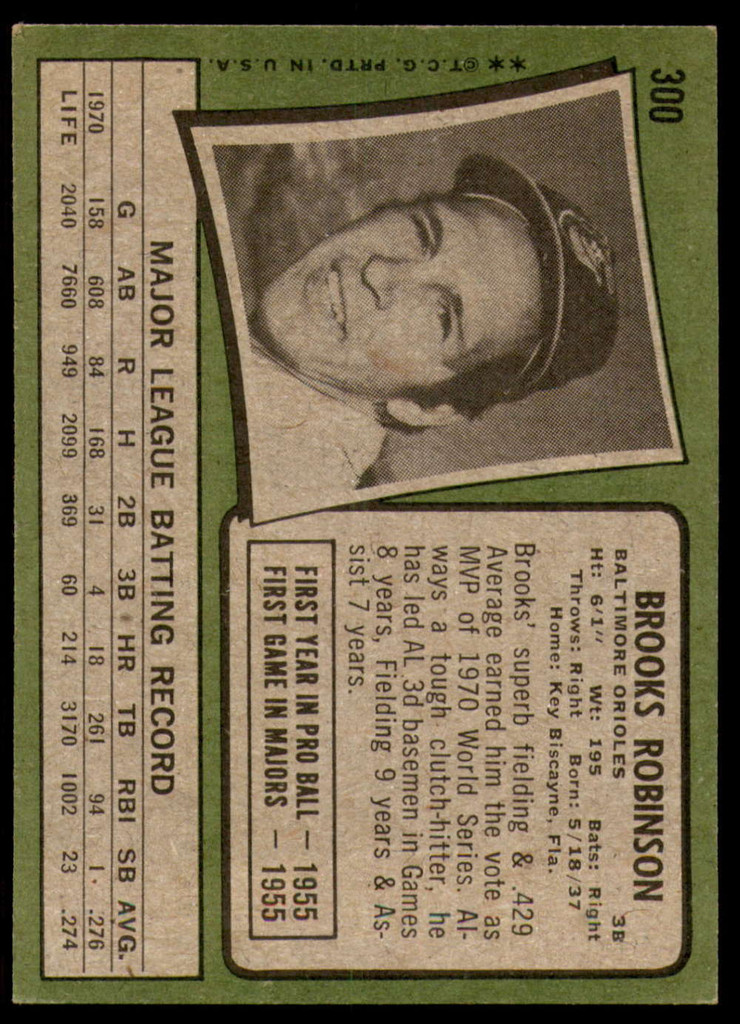 300
BROOKS ROBINSON
BALTIMORE ORIOLES 3B
Ht: 6/1" Wt: 195 Bats: Right
Throws: Right Born: 5/18/37
Home: Key Biscayne, Fla.
Brooks' superb fielding & .429
Average earned him the vote as
MVP of 1970 World Series. Al-
ways a tough clutch-hitter, he
has led AL 3d basemen in Games
8 years, Fielding 9 years & As-
sist 7 years.
FIRST YEAR IN PRO BALL — 1955
FIRST GAME IN MAJORS — 1955
**©T.C.G. PRTD. IN U.S.A.
MAJOR LEAGUE BATTING RECORD
G AB R H 2B 3B HR TB RBI SB AVG.
1970 158 608 84 168 31 4 18 261 94 1 .276
LIFE 2040 7660 949 2099 369 60 214 3170 1002 23 .274